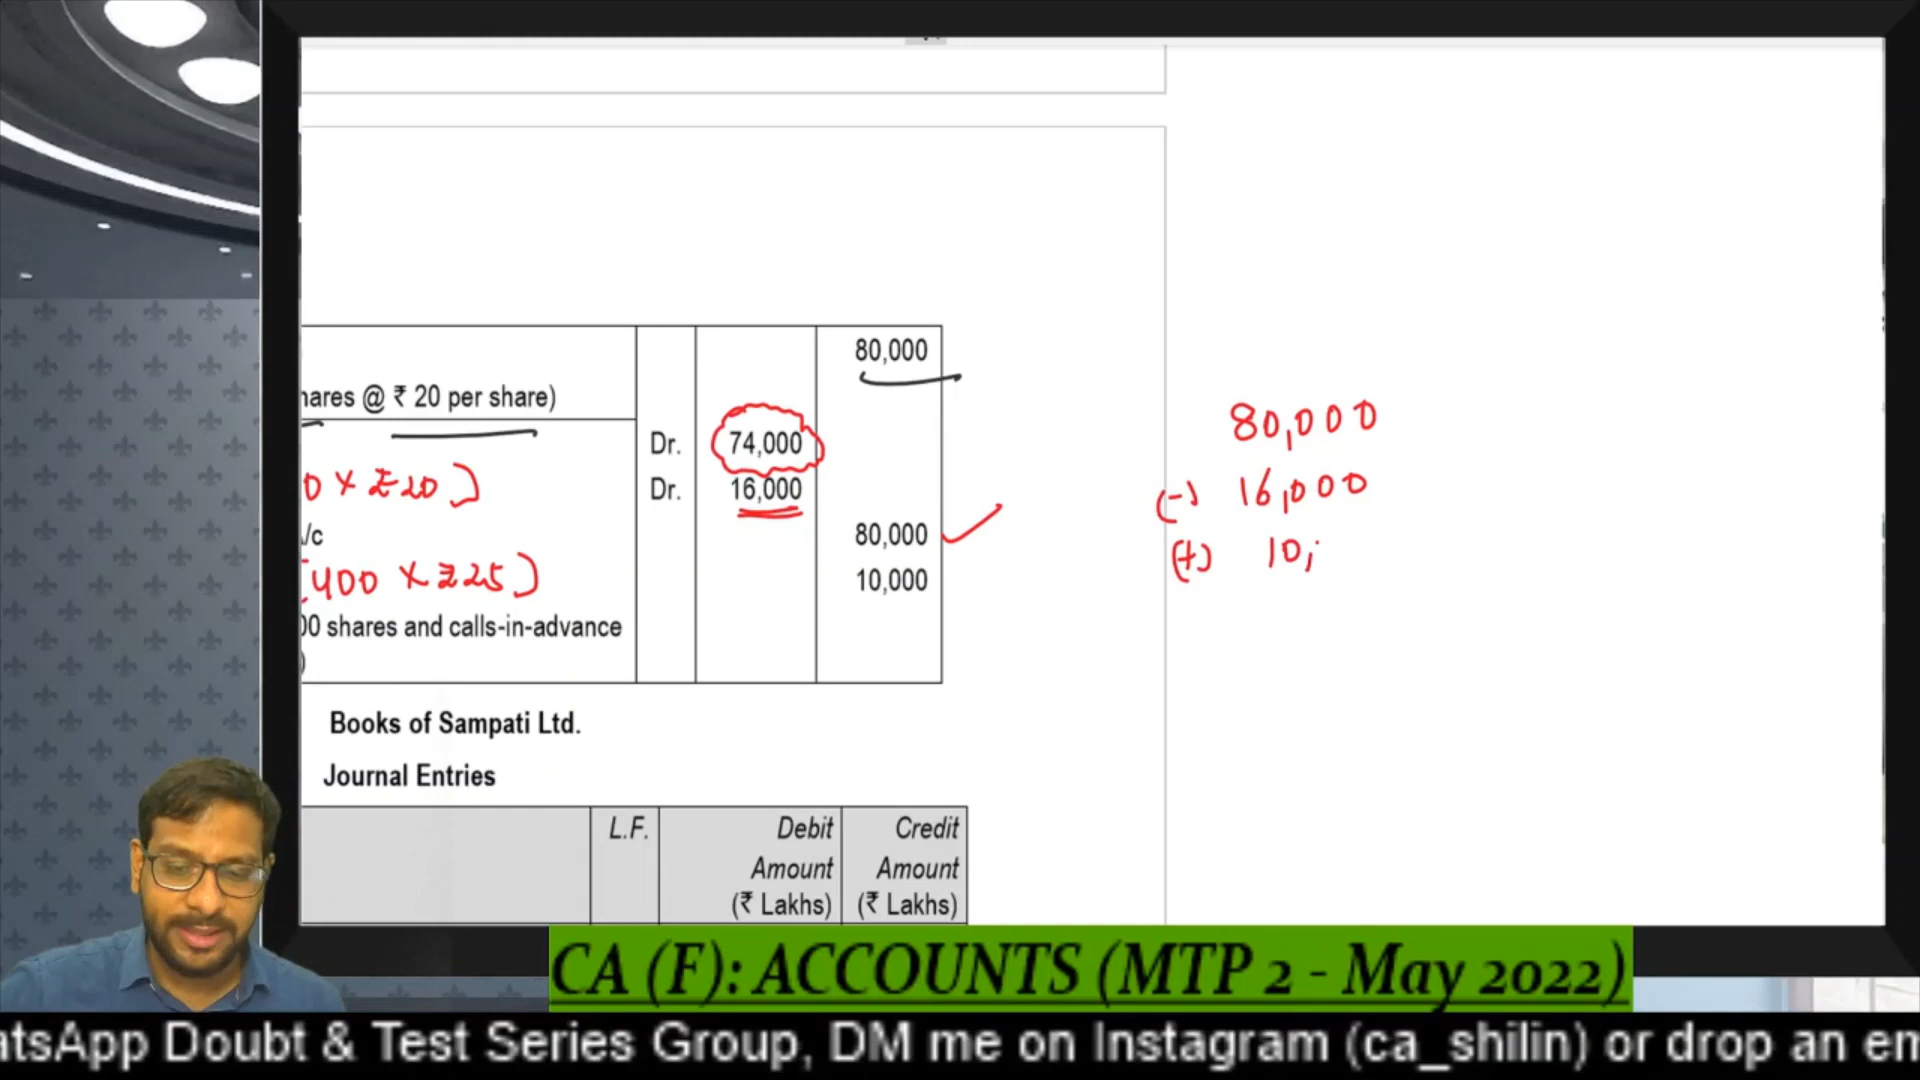 80,000
hares @ ₹ 20 per share)
Dr. 74,000
0 × ₹20 ]
Dr. 16,000
/c
80,000
[400 × ₹25]
10,000
00 shares and calls-in-advance
)
80,000
(-) 16,000
(+) 10,
Books of Sampati Ltd.
Journal Entries
L.F.
Debit Amount (₹ Lakhs)
Credit Amount (₹ Lakhs)
CA (F): ACCOUNTS (MTP 2 - May 2022)
atsApp Doubt & Test Series Group, DM me on Instagram (ca_shilin) or drop an em